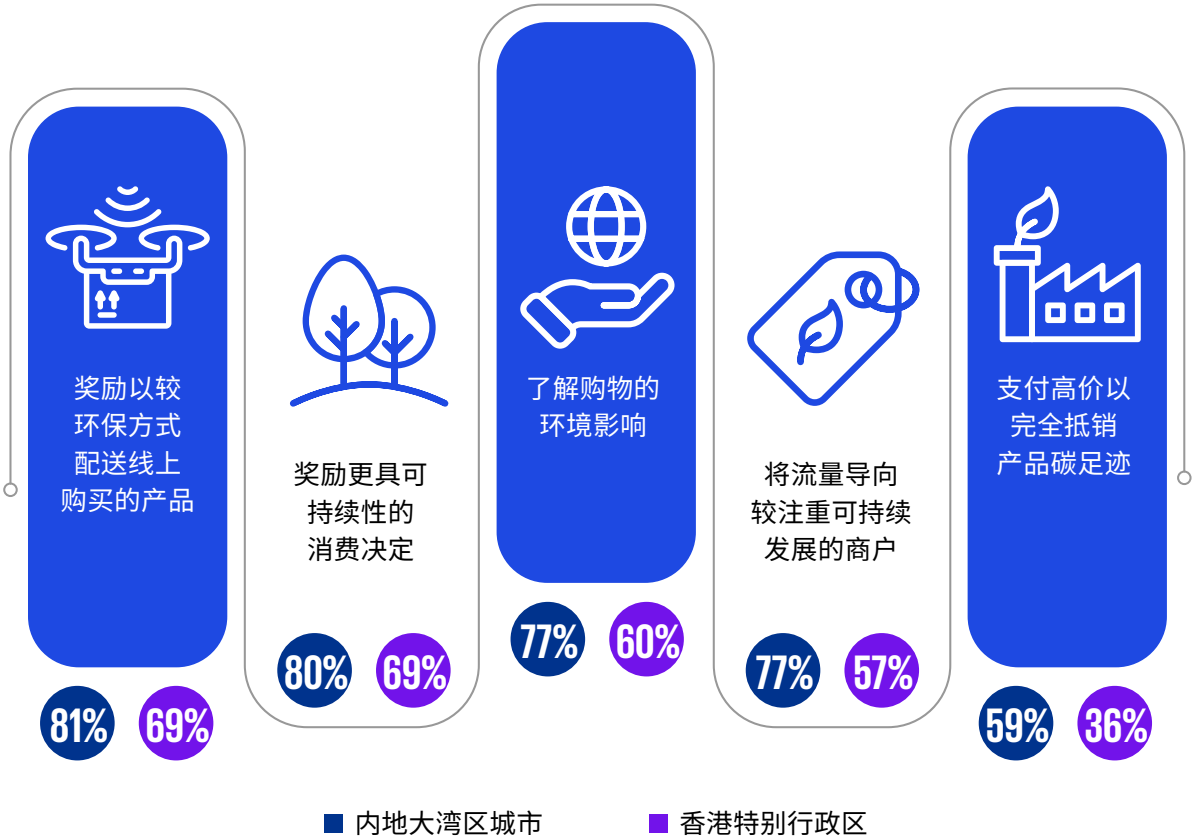 奖励以较
环保方式
配送线上
购买的产品
81%
69%
奖励更具可
持续性的
消费决定
80%
69%
了解购物的
环境影响
77%
60%
将流量导向
较注重可持续
发展的商户
77%
57%
支付高价以
完全抵销
产品碳足迹
59%
36%
内地大湾区城市
香港特别行政区